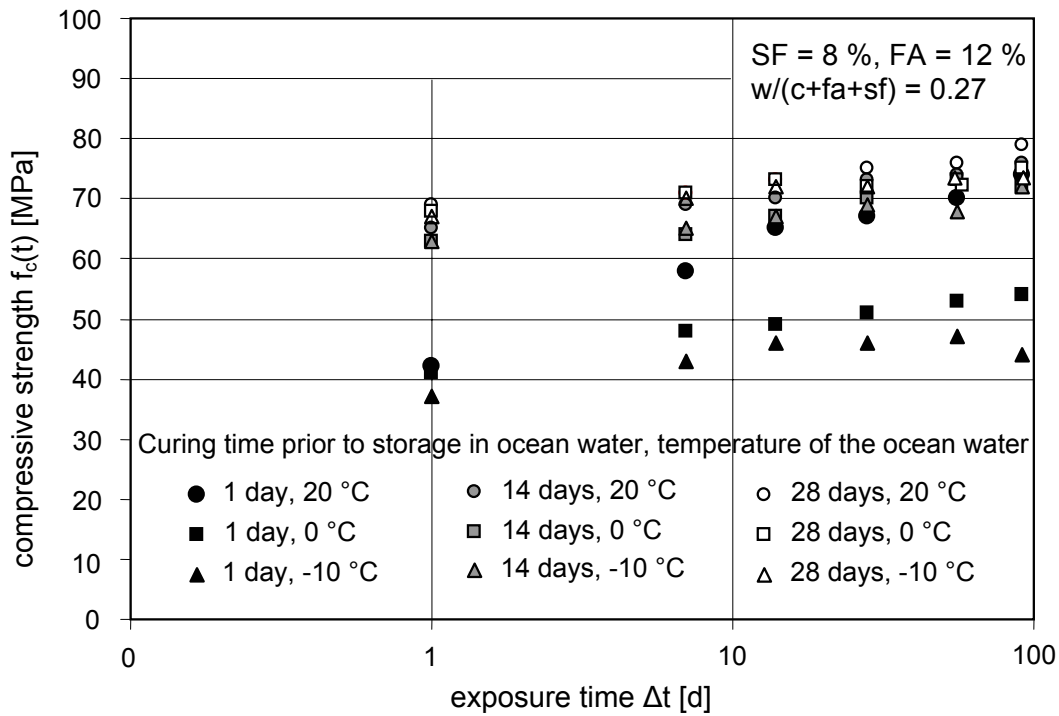 SF = 8 %, FA = 12 %
w/(c+fa+sf) = 0.27
compressive strength f_c(t) [MPa]
100
90
80
70
60
50
40
30
20
10
0
Curing time prior to storage in ocean water, temperature of the ocean water
1 day, 20 °C
14 days, 20 °C
28 days, 20 °C
1 day, 0 °C
14 days, 0 °C
28 days, 0 °C
1 day, -10 °C
14 days, -10 °C
28 days, -10 °C
0
1
10
100
exposure time Δt [d]